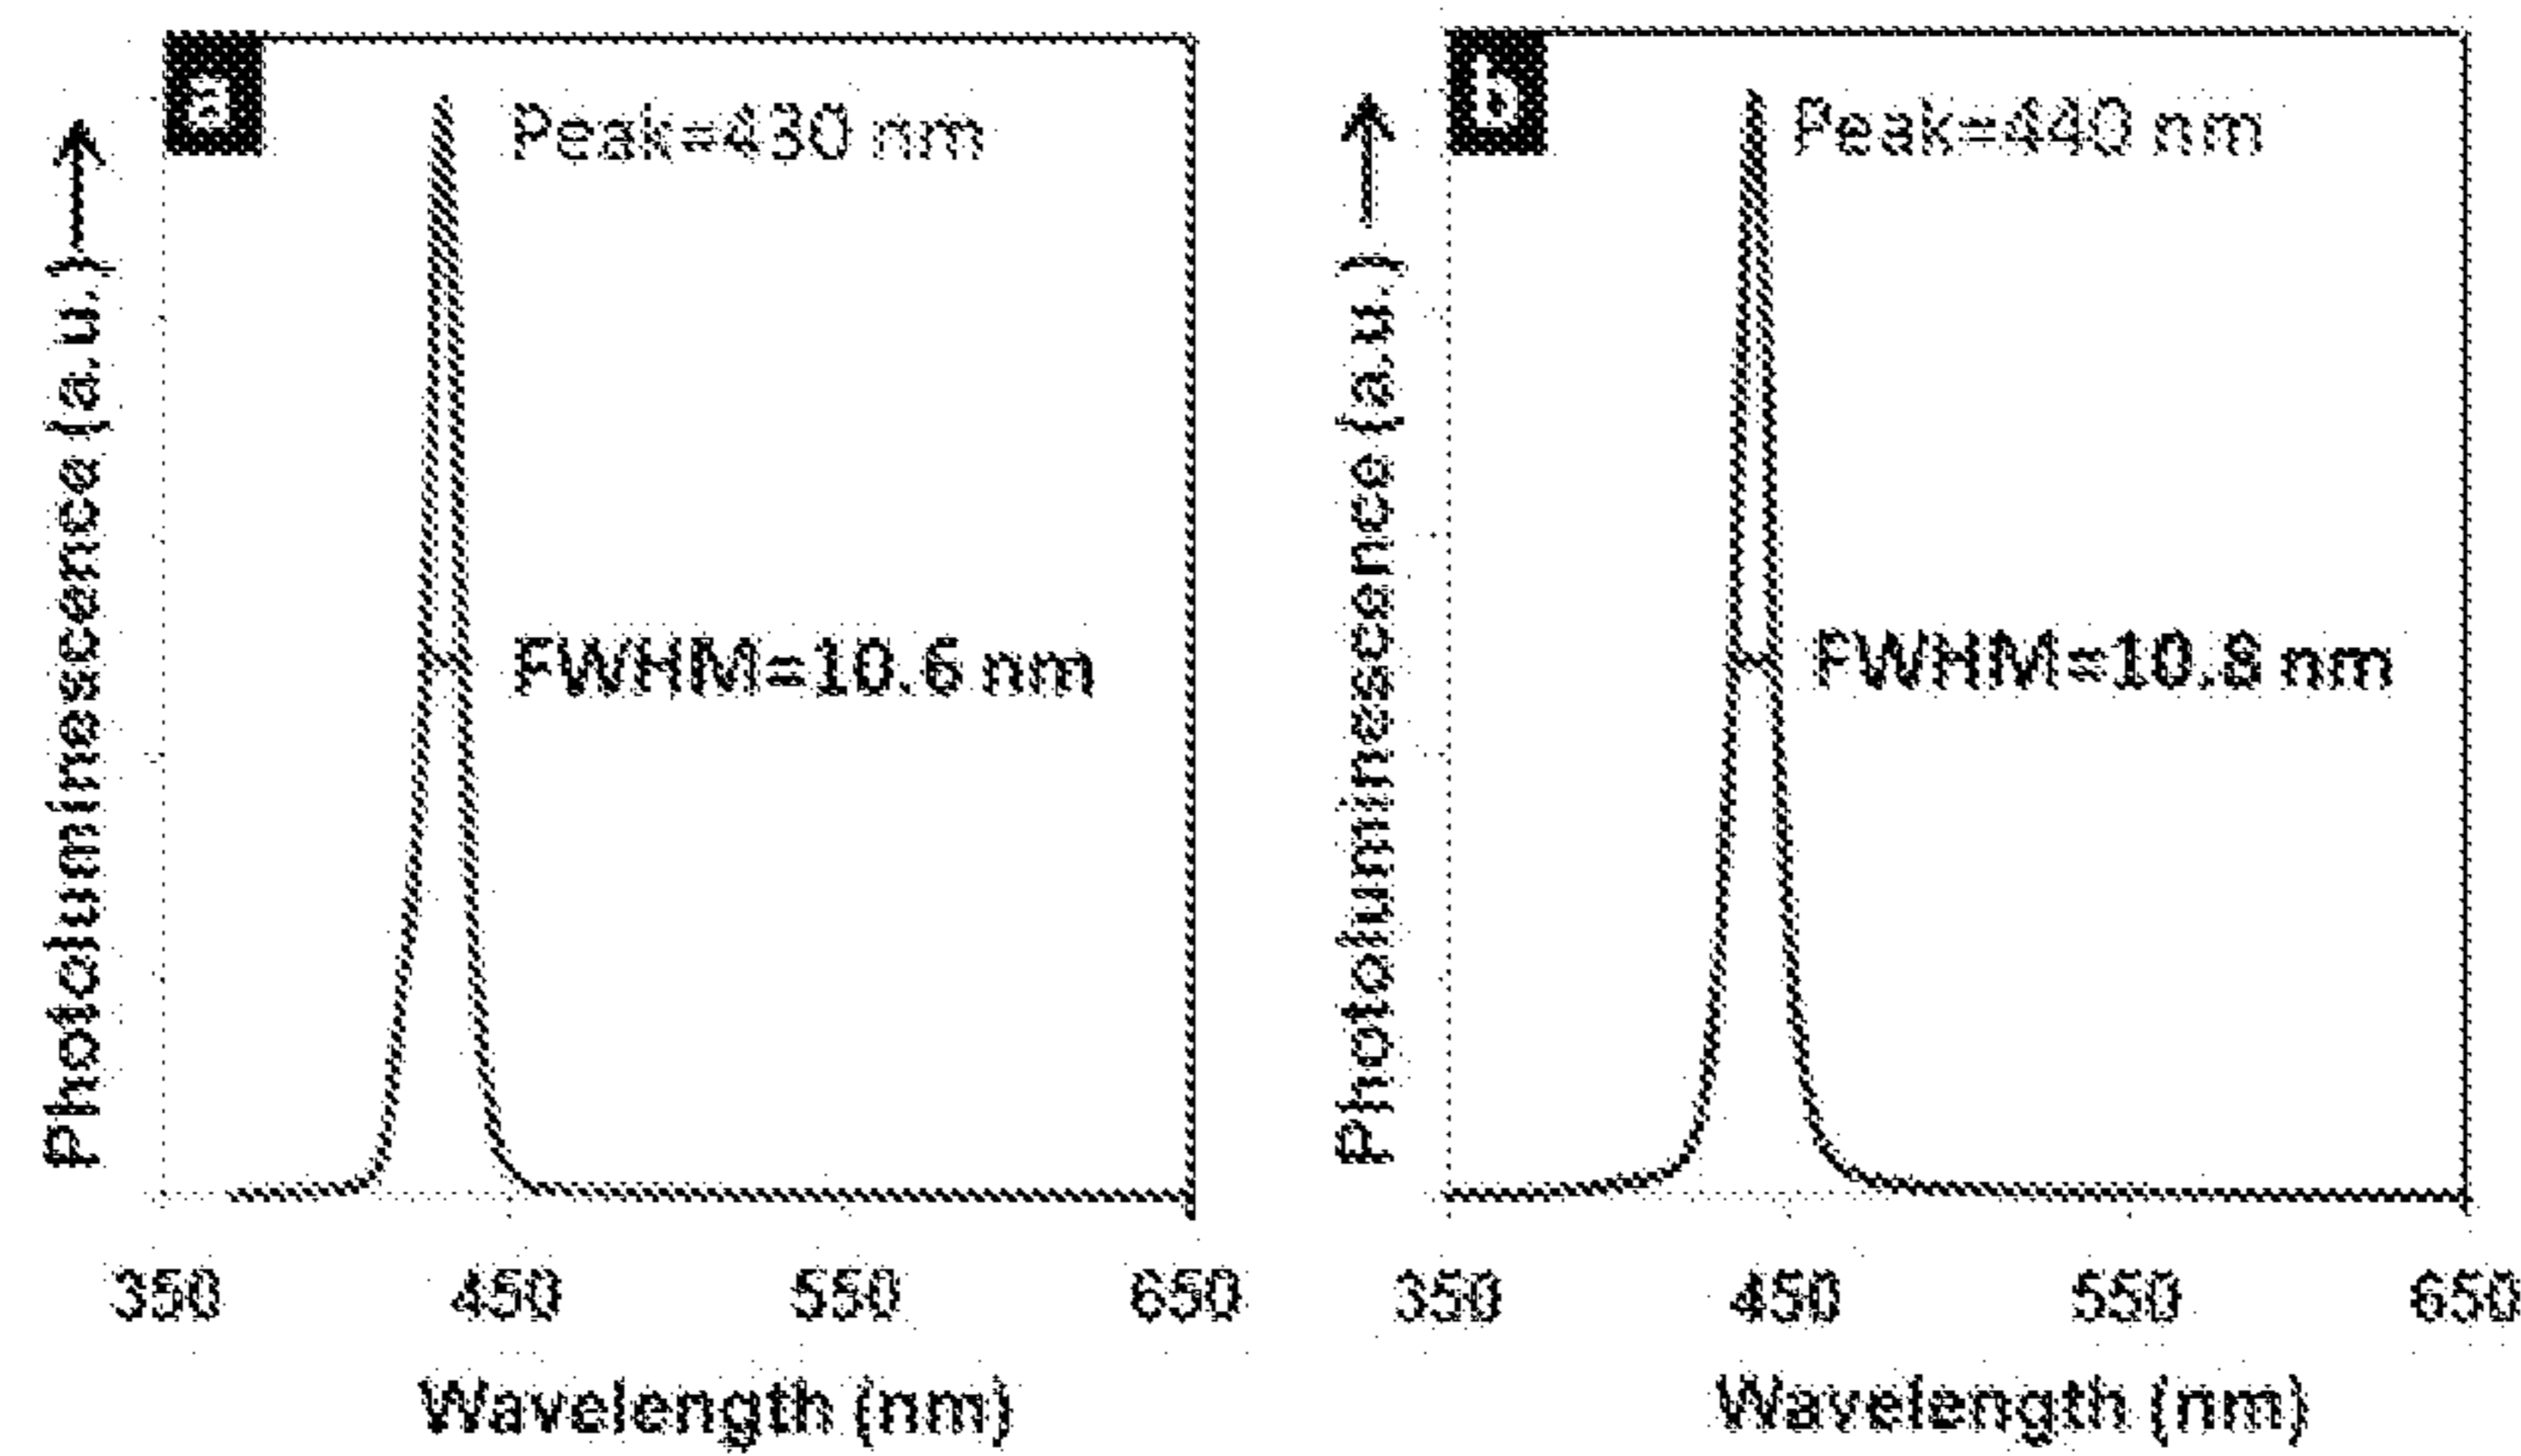 a
Peak=430 nm
FWHM=10.6 nm
Photoluminescence (a.u.)
350 450 550 650
Wavelength (nm)
b
Peak=440 nm
FWHM=10.8 nm
Photoluminescence (a.u.)
350 450 550 650
Wavelength (nm)